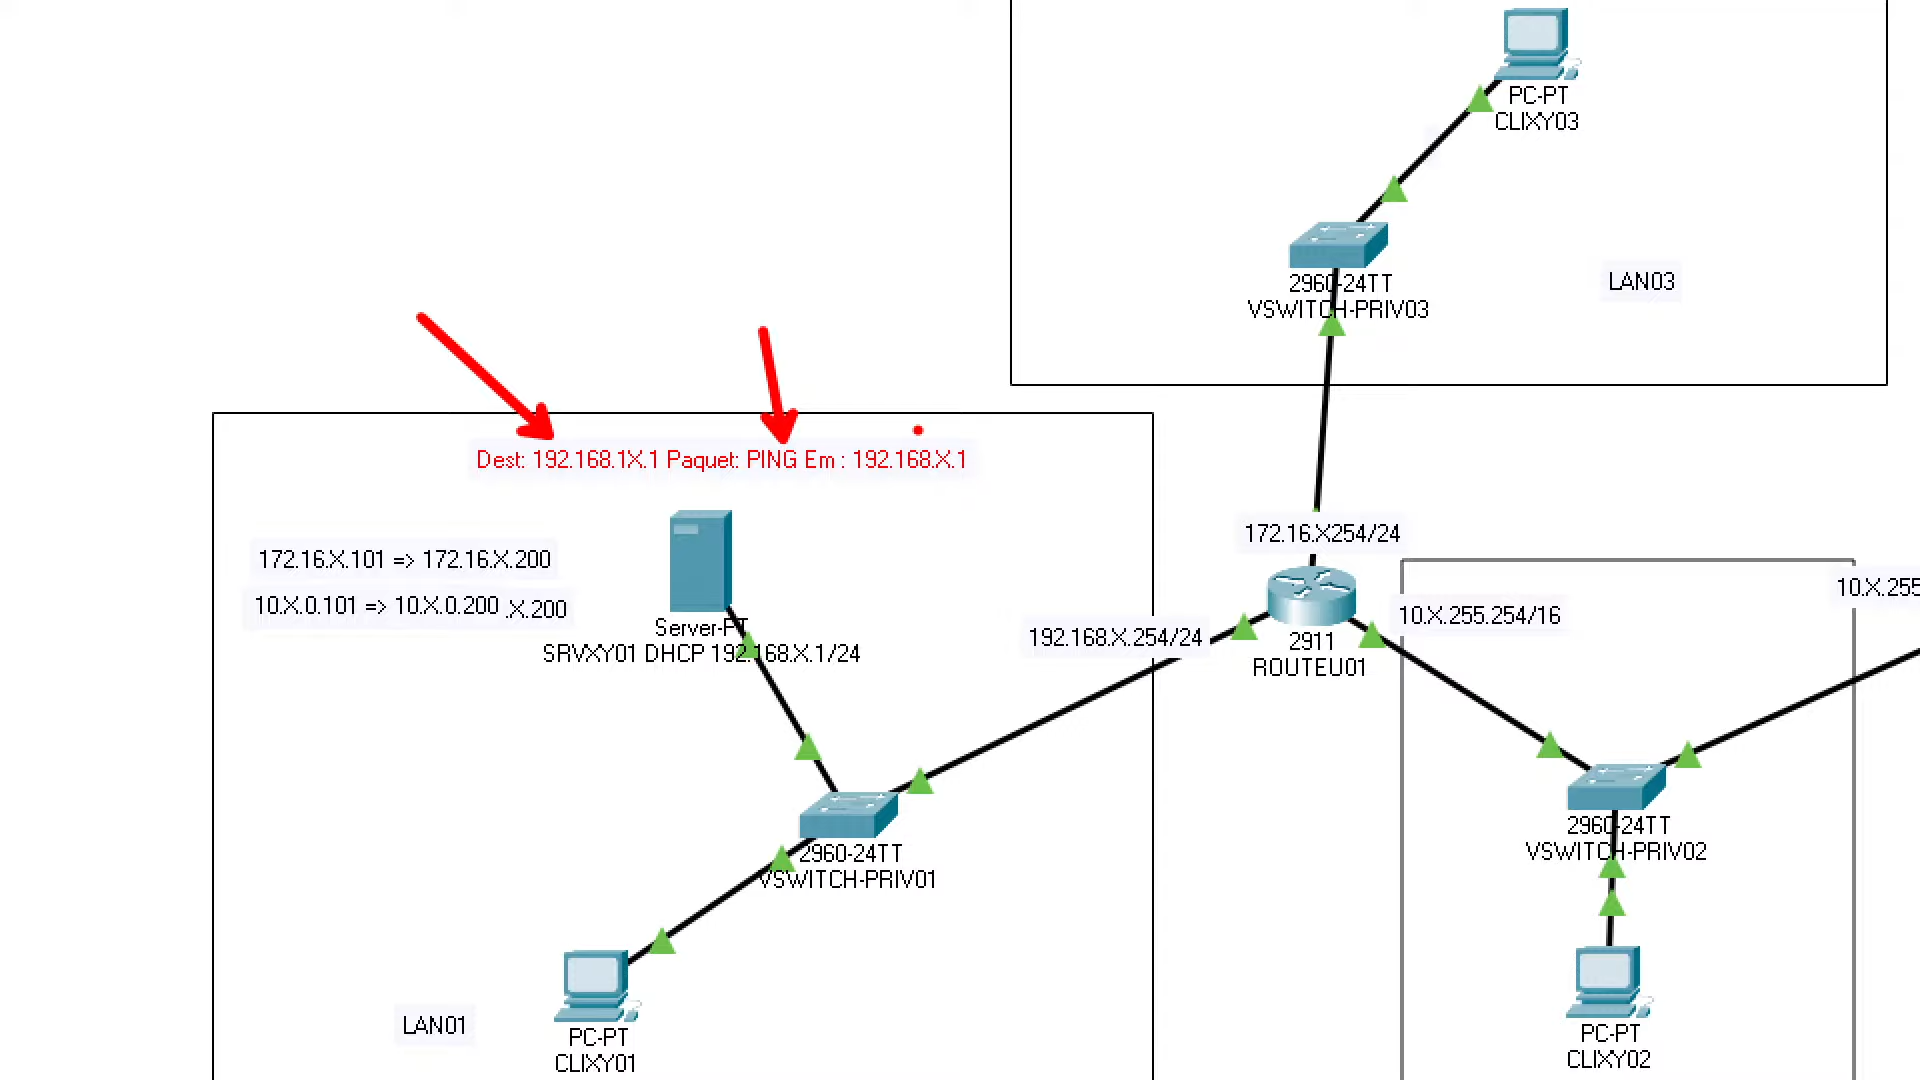 PC-PT
CLIXY03
2960-24TT
VSWITCH-PRIV03
LAN03
Dest: 192.168.1X.1 Paquet: PING Em : 192.168.X.1
172.16.X254/24
172.16.X.101 => 172.16.X.200
10.X.0.101 => 10.X.0.200 .X.200
10.X.255
10.X.255.254/16
192.168.X.254/24
2911
ROUTEU01
Server-PT
SRVXY01 DHCP 192.168.X.1/24
2960-24TT
VSWITCH-PRIV02
2960-24TT
VSWITCH-PRIV01
LAN01
PC-PT
CLIXY01
PC-PT
CLIXY02